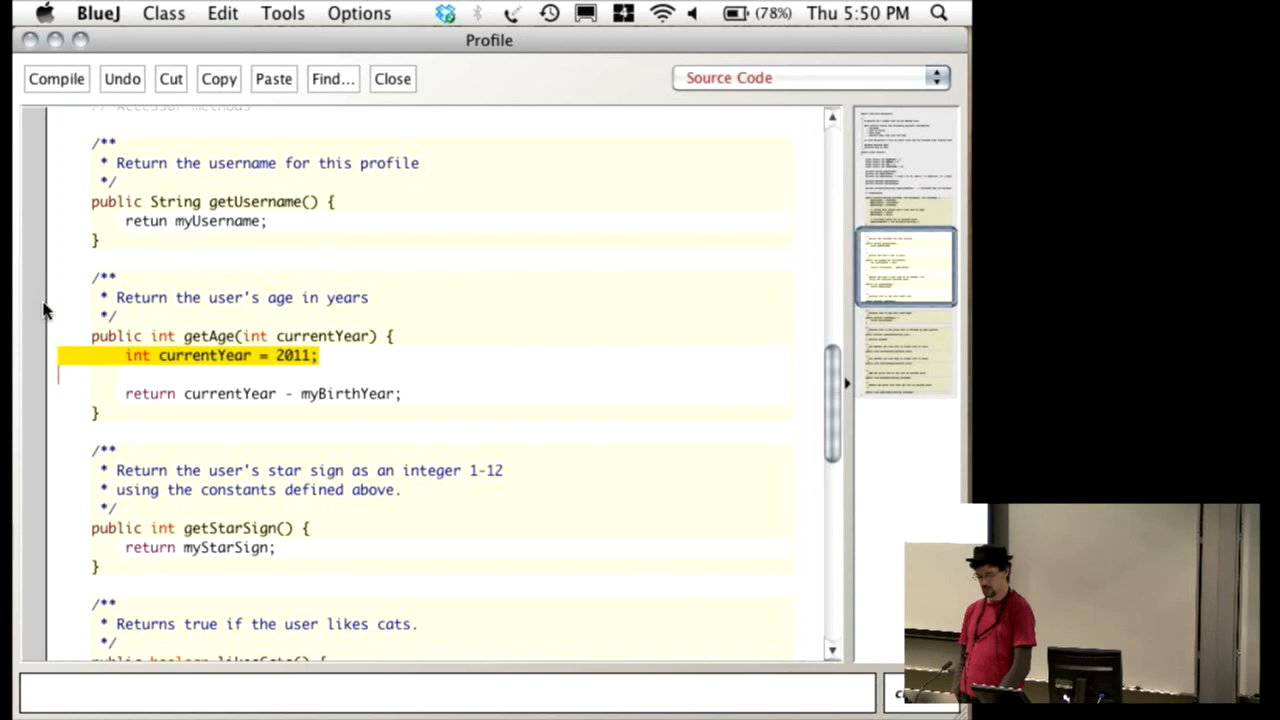 BlueJ Class Edit Tools Options 4 (78%) Thu 5:50 PM
Profile
Compile Undo Cut Copy Paste Find... Close Source Code
/**
* Return the username for this profile
*/
public String getUsername() {
retun myUsername;
}
/**
* Return the user's age in years
*/
public int getAge(int currentYear) {
int currentYear = 2011;
return currentYear - myBirthYear;
}
/**
* Return the user's star sign as an integer 1-12
* using the constants defined above.
*/
public int getStarSign() {
return myStarSign;
}
/**
* Returns true if the user likes cats.
*/